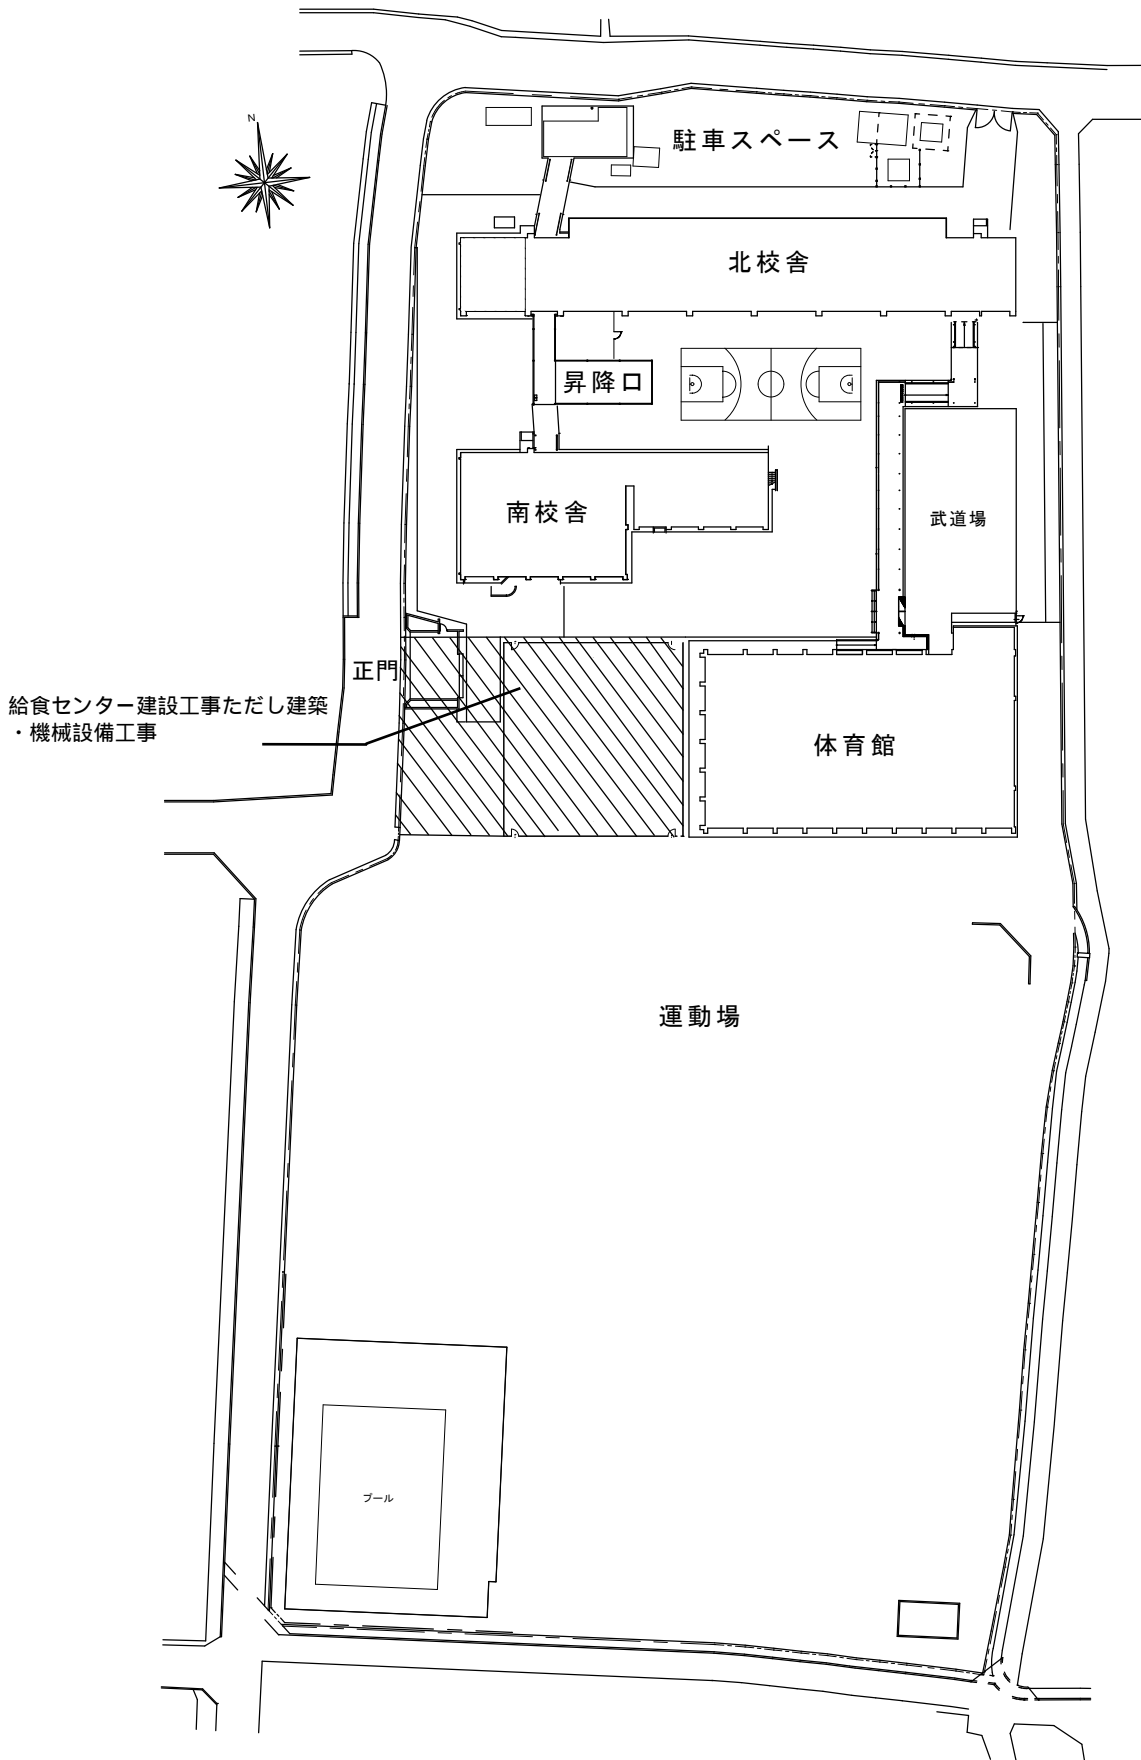 N
駐車スペース
北校舎
昇降口
南校舎
武道場
正門
給食センター建設工事ただし建築
・機械設備工事
体育館
運動場
プール